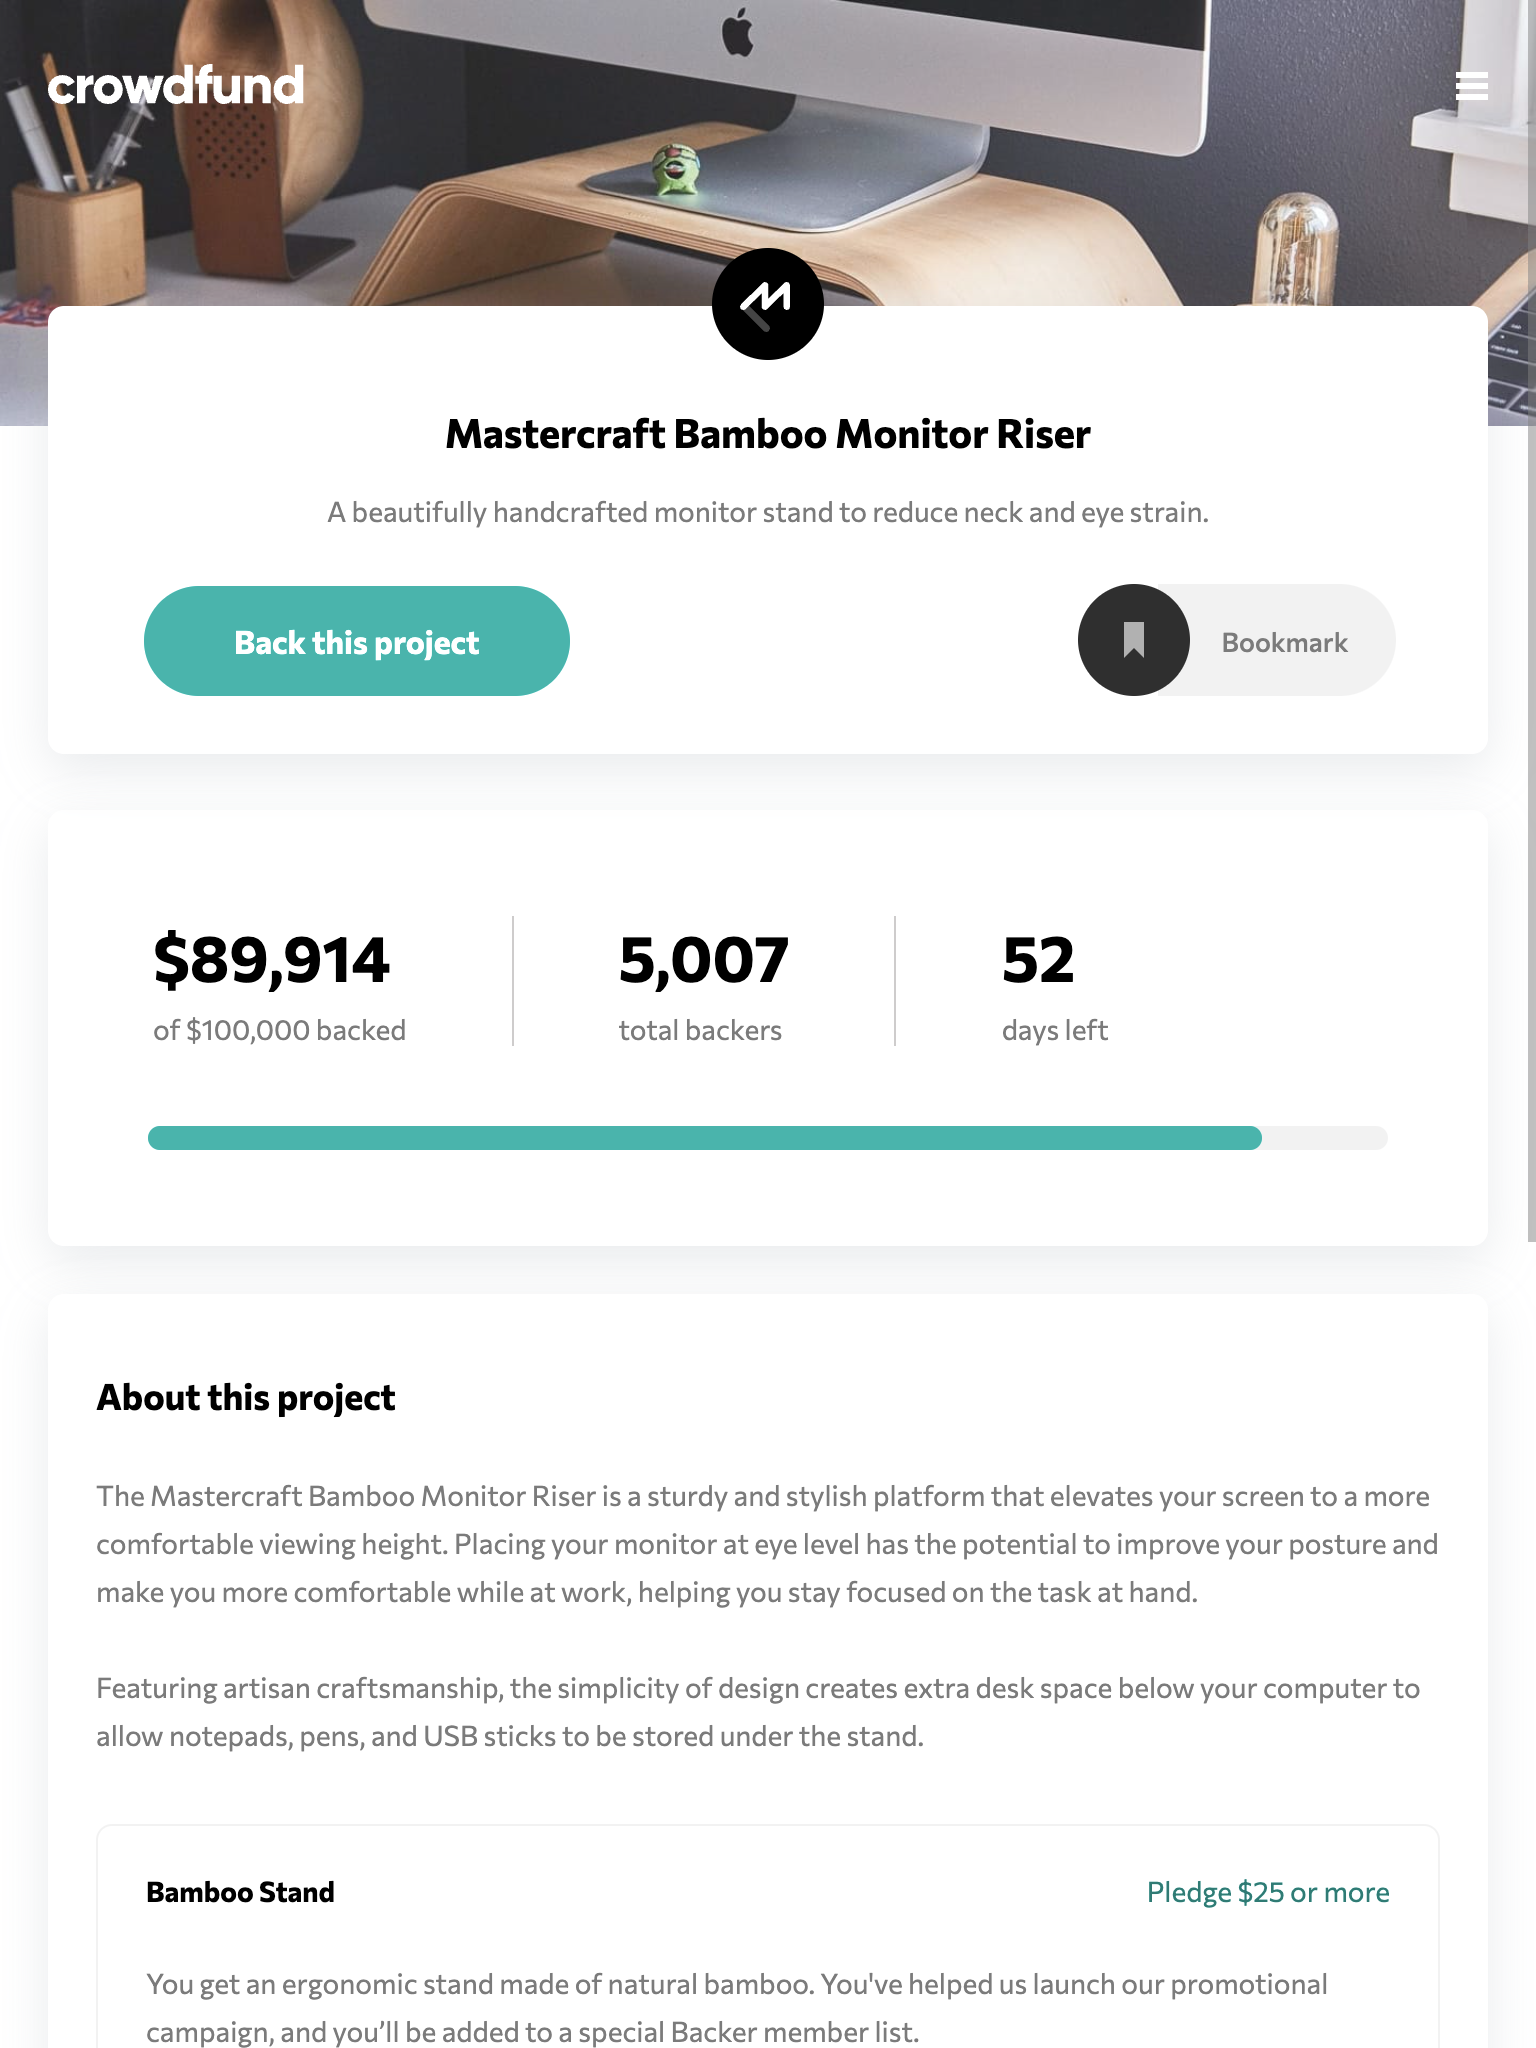 crowdfund
Mastercraft Bamboo Monitor Riser
A beautifully handcrafted monitor stand to reduce neck and eye strain.
Back this project
Bookmark
$89,914
of $100,000 backed
5,007
total backers
52
days left
About this project
The Mastercraft Bamboo Monitor Riser is a sturdy and stylish platform that elevates your screen to a more
comfortable viewing height. Placing your monitor at eye level has the potential to improve your posture and
make you more comfortable while at work, helping you stay focused on the task at hand.
Featuring artisan craftsmanship, the simplicity of design creates extra desk space below your computer to
allow notepads, pens, and USB sticks to be stored under the stand.
Bamboo Stand
Pledge $25 or more
You get an ergonomic stand made of natural bamboo. You've helped us launch our promotional
campaign, and you’ll be added to a special Backer member list.